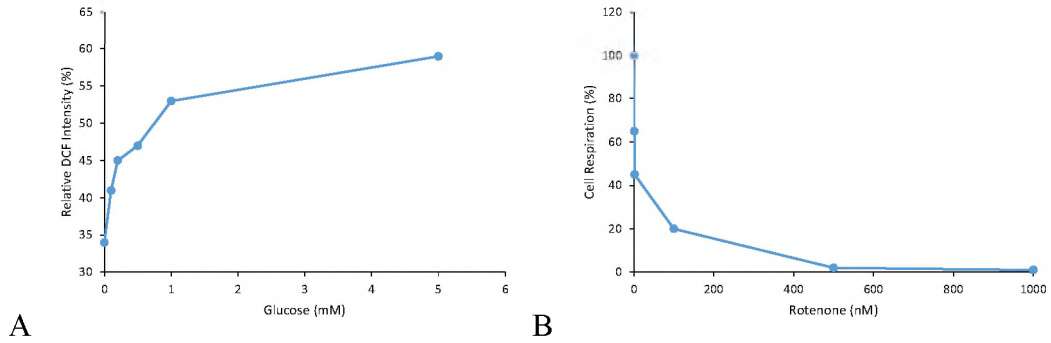 65
60
55
50
45
40
35
30
Relative DCF Intensity (%)
0 1 2 3 4 5 6
Glucose (mM)
A
120
100
80
60
40
20
0
Cell Respiration (%)
0 200 400 600 800 1000
Rotenone (nM)
B